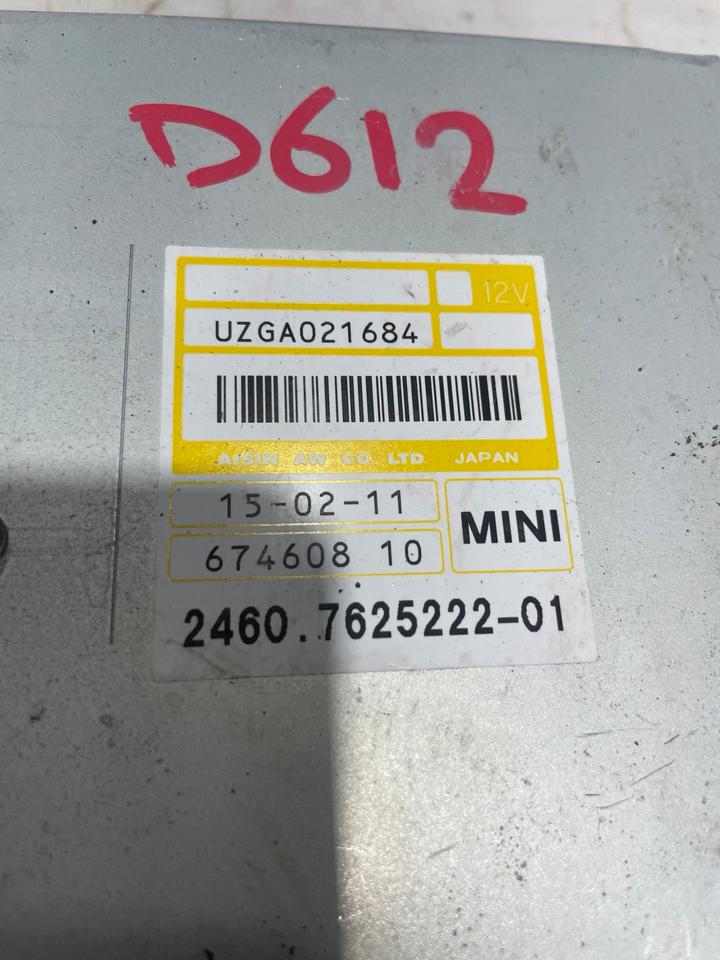 D612
12V
UZGA021684
AISIN AW CO. LTD. JAPAN
15-02-11
MINI
674608 10
2460.7625222-01